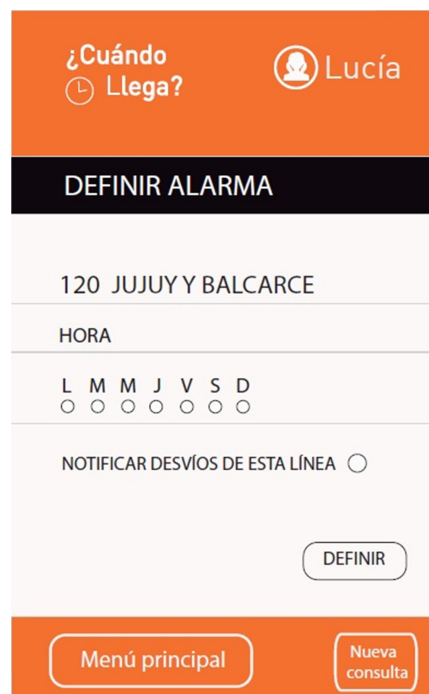 ¿Cuándo
Llega?
Lucía
DEFINIR ALARMA
120 JUJUY Y BALCARCE
HORA
L M M J V S D
NOTIFICAR DESVÍOS DE ESTA LÍNEA
DEFINIR
Menú principal
Nueva
consulta